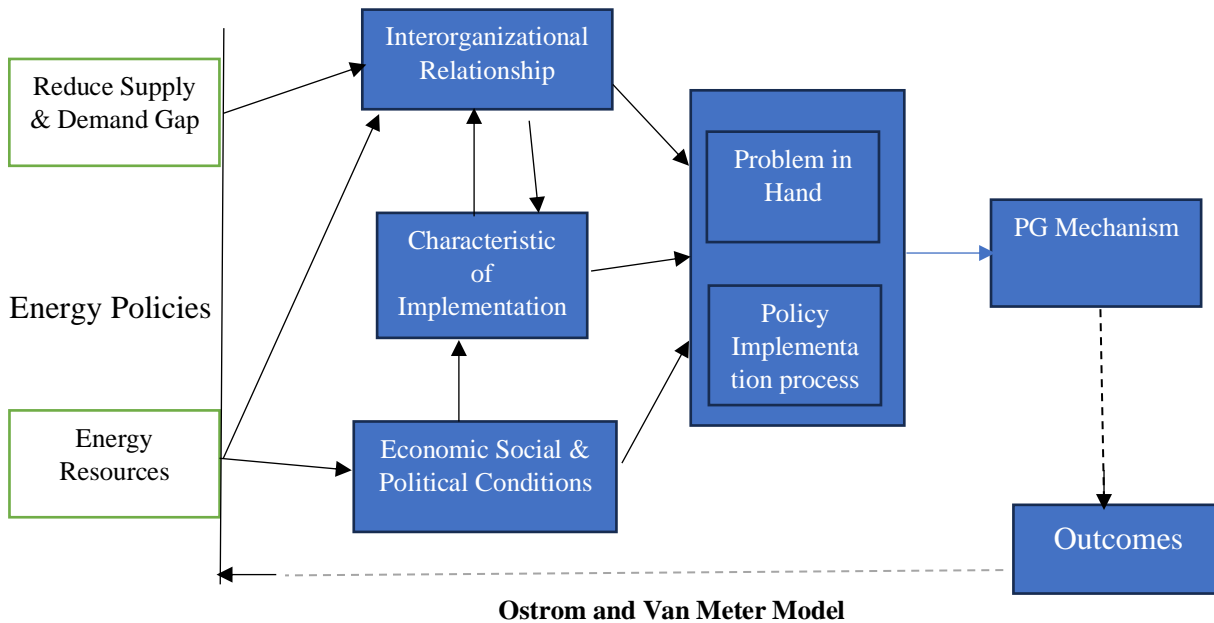 Reduce Supply
& Demand Gap
Energy Policies
Energy
Resources
Interorganizational
Relationship
Characteristic
of
Implementation
Economic Social &
Political Conditions
Problem in
Hand
Policy
Implementa
tion process
PG Mechanism
Outcomes
Ostrom and Van Meter Model